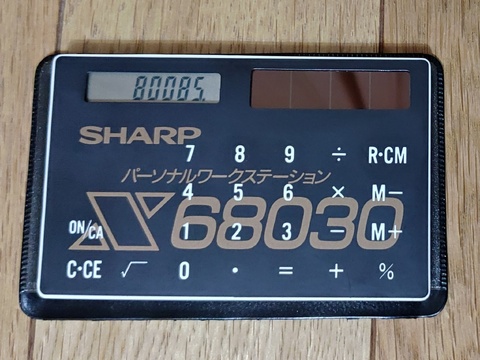 80085.
SHARP
7 8 9 ÷ R·CM
パーソナルワークステーション
4 5 6 × M−
X68030
ON/CA 1 2 3 − M+
C·CE √ 0 · = + %